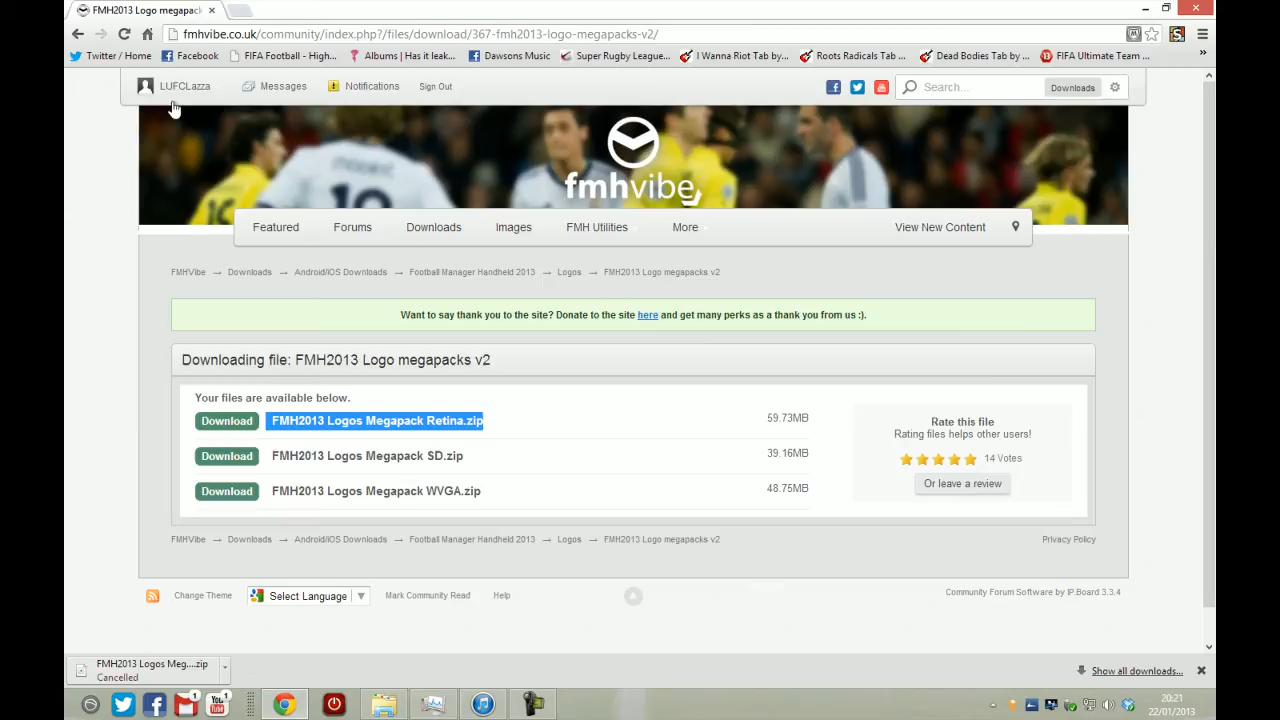 FMH2013 Logo megapack
fmhvibe.co.uk/community/index.php?/files/download/367-fmh2013-logo-megapacks-v2/
Twitter / Home Facebook FIFA Football - High... Albums | Has it leak... Dawsons Music Super Rugby League... I Wanna Riot Tab by... Roots Radicals Tab b... Dead Bodies Tab by ... FIFA Ultimate Team ...
LUFCLazza Messages Notifications Sign Out Search... Downloads
fmhvibe
Featured Forums Downloads Images FMH Utilities More View New Content
FMHVibe → Downloads → Android/iOS Downloads → Football Manager Handheld 2013 → Logos → FMH2013 Logo megapacks v2
Want to say thank you to the site? Donate to the site here and get many perks as a thank you from us :).
Downloading file: FMH2013 Logo megapacks v2
Your files are available below.
Download FMH2013 Logos Megapack Retina.zip 59.73MB
Download FMH2013 Logos Megapack SD.zip 39.16MB
Download FMH2013 Logos Megapack WVGA.zip 48.75MB
Rate this file
Rating files helps other users!
14 Votes
Or leave a review
FMHVibe → Downloads → Android/iOS Downloads → Football Manager Handheld 2013 → Logos → FMH2013 Logo megapacks v2 Privacy Policy
Change Theme Select Language Mark Community Read Help Community Forum Software by IP.Board 3.3.4
FMH2013 Logos Meg....zip
Cancelled
Show all downloads...
20:21
22/01/2013